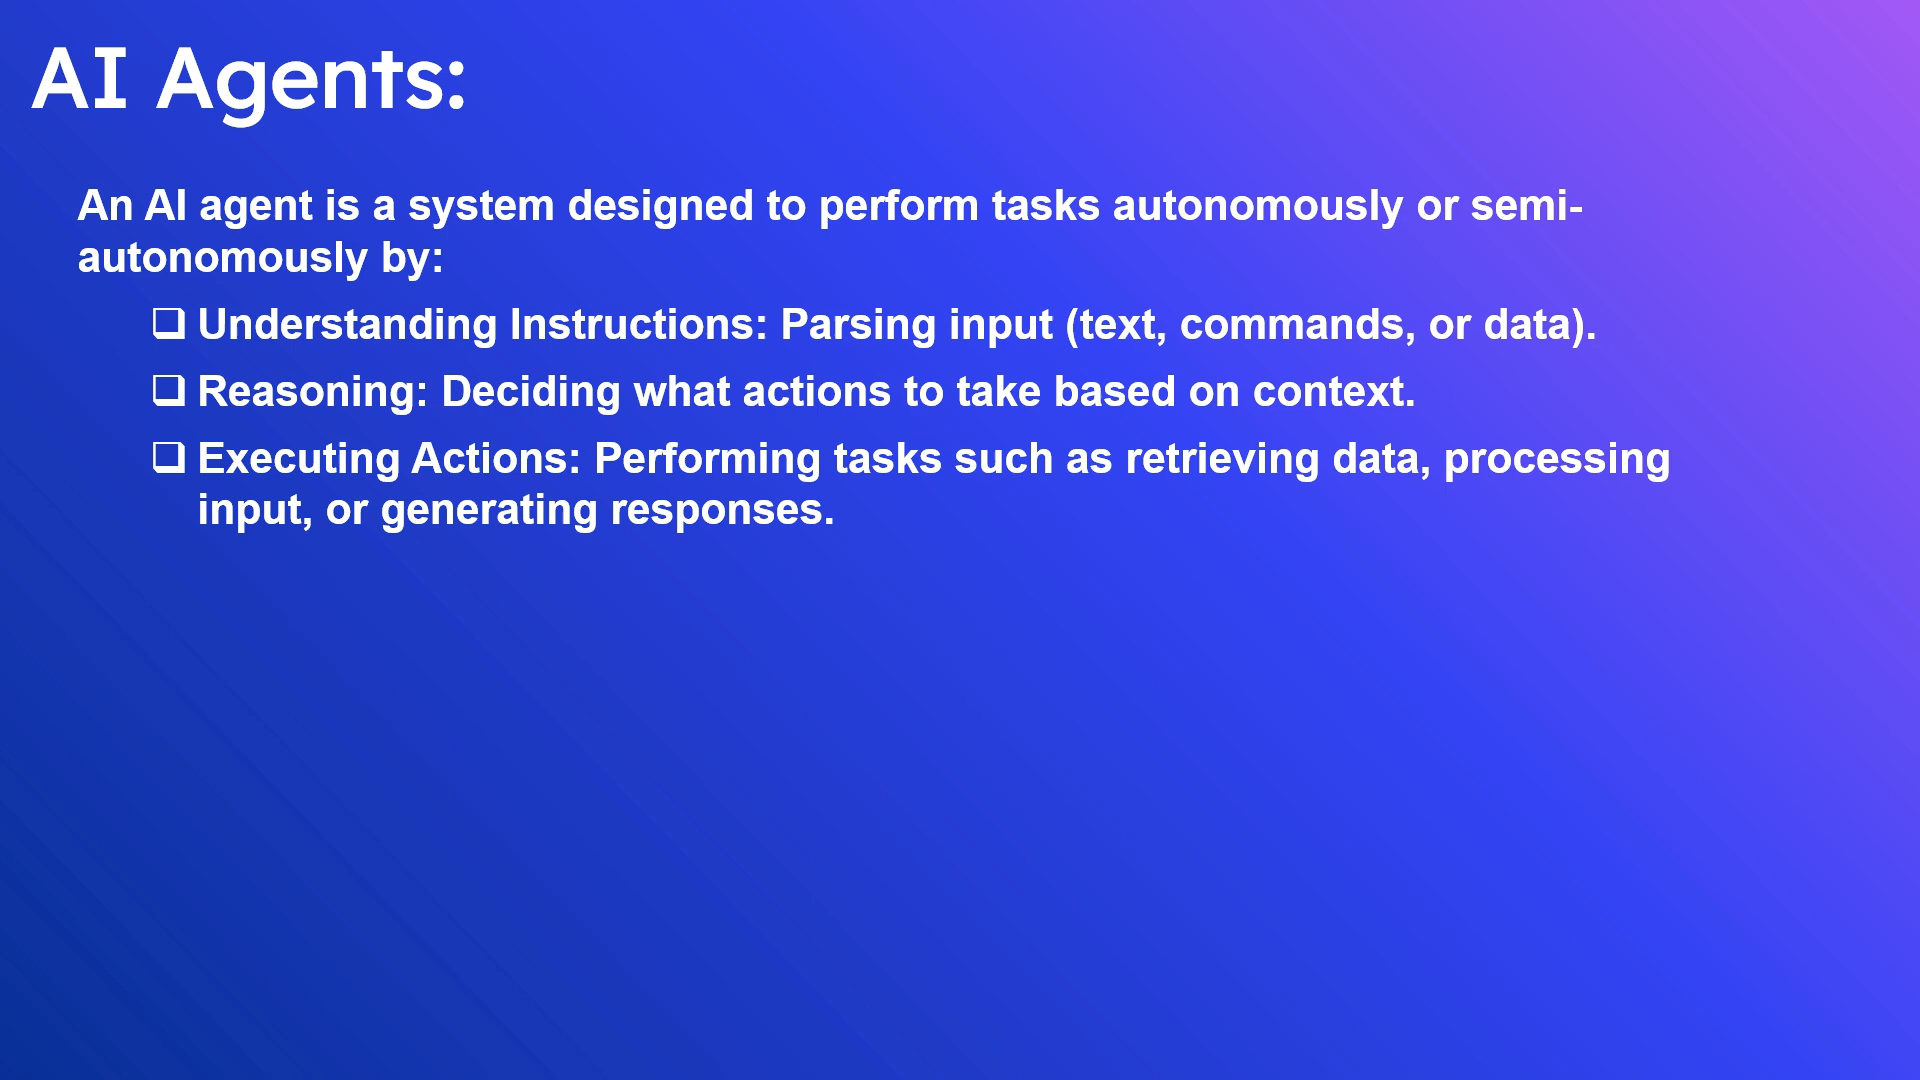 AI Agents:
An AI agent is a system designed to perform tasks autonomously or semi-
autonomously by:
❑ Understanding Instructions: Parsing input (text, commands, or data).
❑ Reasoning: Deciding what actions to take based on context.
❑ Executing Actions: Performing tasks such as retrieving data, processing
input, or generating responses.